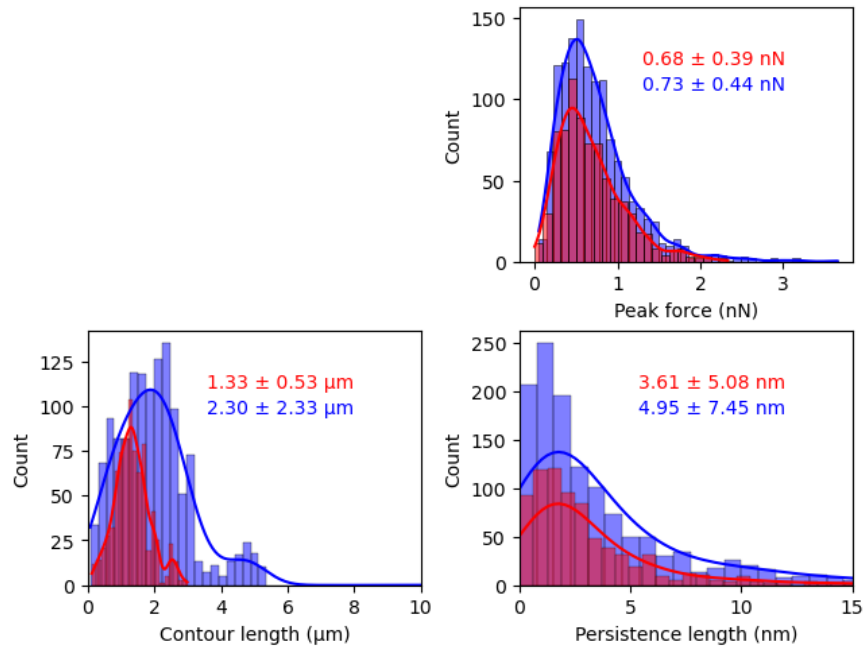 150
100
50
0
Count
0.68 ± 0.39 nN
0.73 ± 0.44 nN
0 1 2 3
Peak force (nN)
125
100
75
50
25
0
Count
1.33 ± 0.53 μm
2.30 ± 2.33 μm
0 2 4 6 8 10
Contour length (μm)
250
200
150
100
50
0
Count
3.61 ± 5.08 nm
4.95 ± 7.45 nm
0 5 10 15
Persistence length (nm)